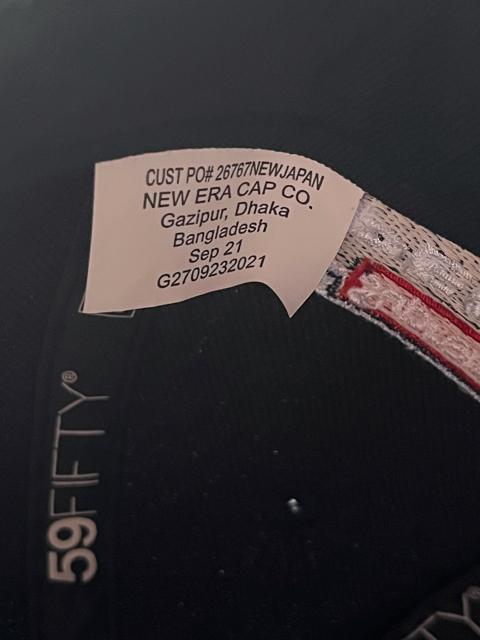 CUST PO# 26767NEWJAPAN
NEW ERA CAP CO.
Gazipur, Dhaka
Bangladesh
Sep 21
G2709232021
59FIFTY®